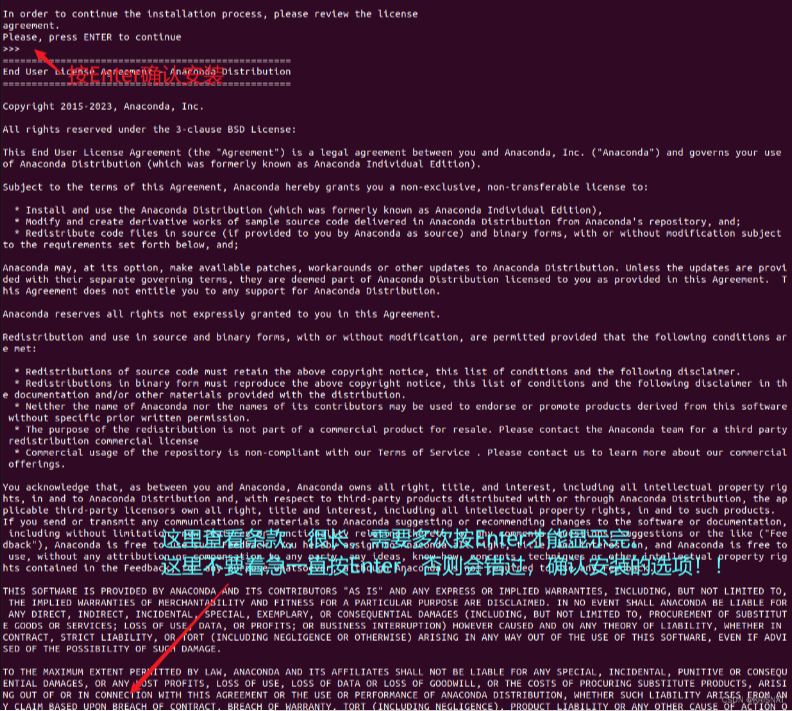 In order to continue the installation process, please review the license
agreement.
Please, press ENTER to continue
>>>
按Enter确认安装
End User License Agreement - Anaconda Distribution
Copyright 2015-2023, Anaconda, Inc.
All rights reserved under the 3-clause BSD License:
This End User License Agreement (the "Agreement") is a legal agreement between you and Anaconda, Inc. ("Anaconda") and governs your use
of Anaconda Distribution (which was formerly known as Anaconda Individual Edition).
Subject to the terms of this Agreement, Anaconda hereby grants you a non-exclusive, non-transferable license to:
* Install and use the Anaconda Distribution (which was formerly known as Anaconda Individual Edition),
* Modify and create derivative works of sample source code delivered in Anaconda Distribution from Anaconda's repository, and;
* Redistribute code files in source (if provided to you by Anaconda as source) and binary forms, with or without modification subject
to the requirements set forth below, and;
Anaconda may, at its option, make available patches, workarounds or other updates to Anaconda Distribution. Unless the updates are provi
ded with their separate governing terms, they are deemed part of Anaconda Distribution licensed to you as provided in this Agreement. T
his Agreement does not entitle you to any support for Anaconda Distribution.
Anaconda reserves all rights not expressly granted to you in this Agreement.
Redistribution and use in source and binary forms, with or without modification, are permitted provided that the following conditions ar
e met:
* Redistributions of source code must retain the above copyright notice, this list of conditions and the following disclaimer.
* Redistributions in binary form must reproduce the above copyright notice, this list of conditions and the following disclaimer in th
e documentation and/or other materials provided with the distribution.
* Neither the name of Anaconda nor the names of its contributors may be used to endorse or promote products derived from this software
without specific prior written permission.
* The purpose of the redistribution is not part of a commercial product for resale. Please contact the Anaconda team for a third party
redistribution commercial license
* Commercial usage of the repository is non-compliant with our Terms of Service . Please contact us to learn more about our commercial
offerings.
You acknowledge that, as between you and Anaconda, Anaconda owns all right, title, and interest, including all intellectual property rig
hts, in and to Anaconda Distribution and, with respect to third-party products distributed with or through Anaconda Distribution, the ap
plicable third-party licensors own all right, title and interest, including all intellectual property rights, in and to such products.
If you send or transmit any communications or materials to Anaconda suggesting or recommending changes to the software or documentation,
including without limitation
这里查看条款，很长，需要多次按Enter才能显示完。
ggestions or the like ("Fee
dback"), Anaconda is free
and Anaconda is free to
use, without any attribu
这里不要着急一直按Enter，否则会错过，确认安装的选项！！
property rig
hts contained in the Feedback
THIS SOFTWARE IS PROVIDED BY ANACONDA AND ITS CONTRIBUTORS "AS IS" AND ANY EXPRESS OR IMPLIED WARRANTIES, INCLUDING, BUT NOT LIMITED TO,
THE IMPLIED WARRANTIES OF MERCHANTABILITY AND FITNESS FOR A PARTICULAR PURPOSE ARE DISCLAIMED. IN NO EVENT SHALL ANACONDA BE LIABLE FOR
ANY DIRECT, INDIRECT, INCIDENTAL, SPECIAL, EXEMPLARY, OR CONSEQUENTIAL DAMAGES (INCLUDING, BUT NOT LIMITED TO, PROCUREMENT OF SUBSTITUT
E GOODS OR SERVICES; LOSS OF USE, DATA, OR PROFITS; OR BUSINESS INTERRUPTION) HOWEVER CAUSED AND ON ANY THEORY OF LIABILITY, WHETHER IN
CONTRACT, STRICT LIABILITY, OR TORT (INCLUDING NEGLIGENCE OR OTHERWISE) ARISING IN ANY WAY OUT OF THE USE OF THIS SOFTWARE, EVEN IF ADVI
SED OF THE POSSIBILITY OF SUCH DAMAGE.
TO THE MAXIMUM EXTENT PERMITTED BY LAW, ANACONDA AND ITS AFFILIATES SHALL NOT BE LIABLE FOR ANY SPECIAL, INCIDENTAL, PUNITIVE OR CONSEQU
ENTIAL DAMAGES, OR ANY LOST PROFITS, LOSS OF USE, LOSS OF DATA OR LOSS OF GOODWILL, OR THE COSTS OF PROCURING SUBSTITUTE PRODUCTS, ARISI
NG OUT OF OR IN CONNECTION WITH THIS AGREEMENT OR THE USE OR PERFORMANCE OF ANACONDA DISTRIBUTION, WHETHER SUCH LIABILITY ARISES FROM AN
Y CLAIM BASED UPON BREACH OF CONTRACT, BREACH OF WARRANTY, TORT (INCLUDING NEGLIGENCE), PRODUCT LIABILITY OR ANY OTHER CAUSE OF ACTION O